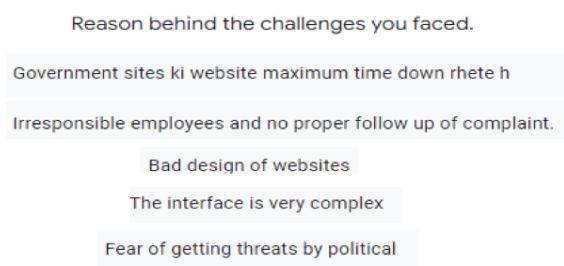 Reason behind the challenges you faced.
Government sites ki website maximum time down rhete h
Irresponsible employees and no proper follow up of complaint.
Bad design of websites
The interface is very complex
Fear of getting threats by political